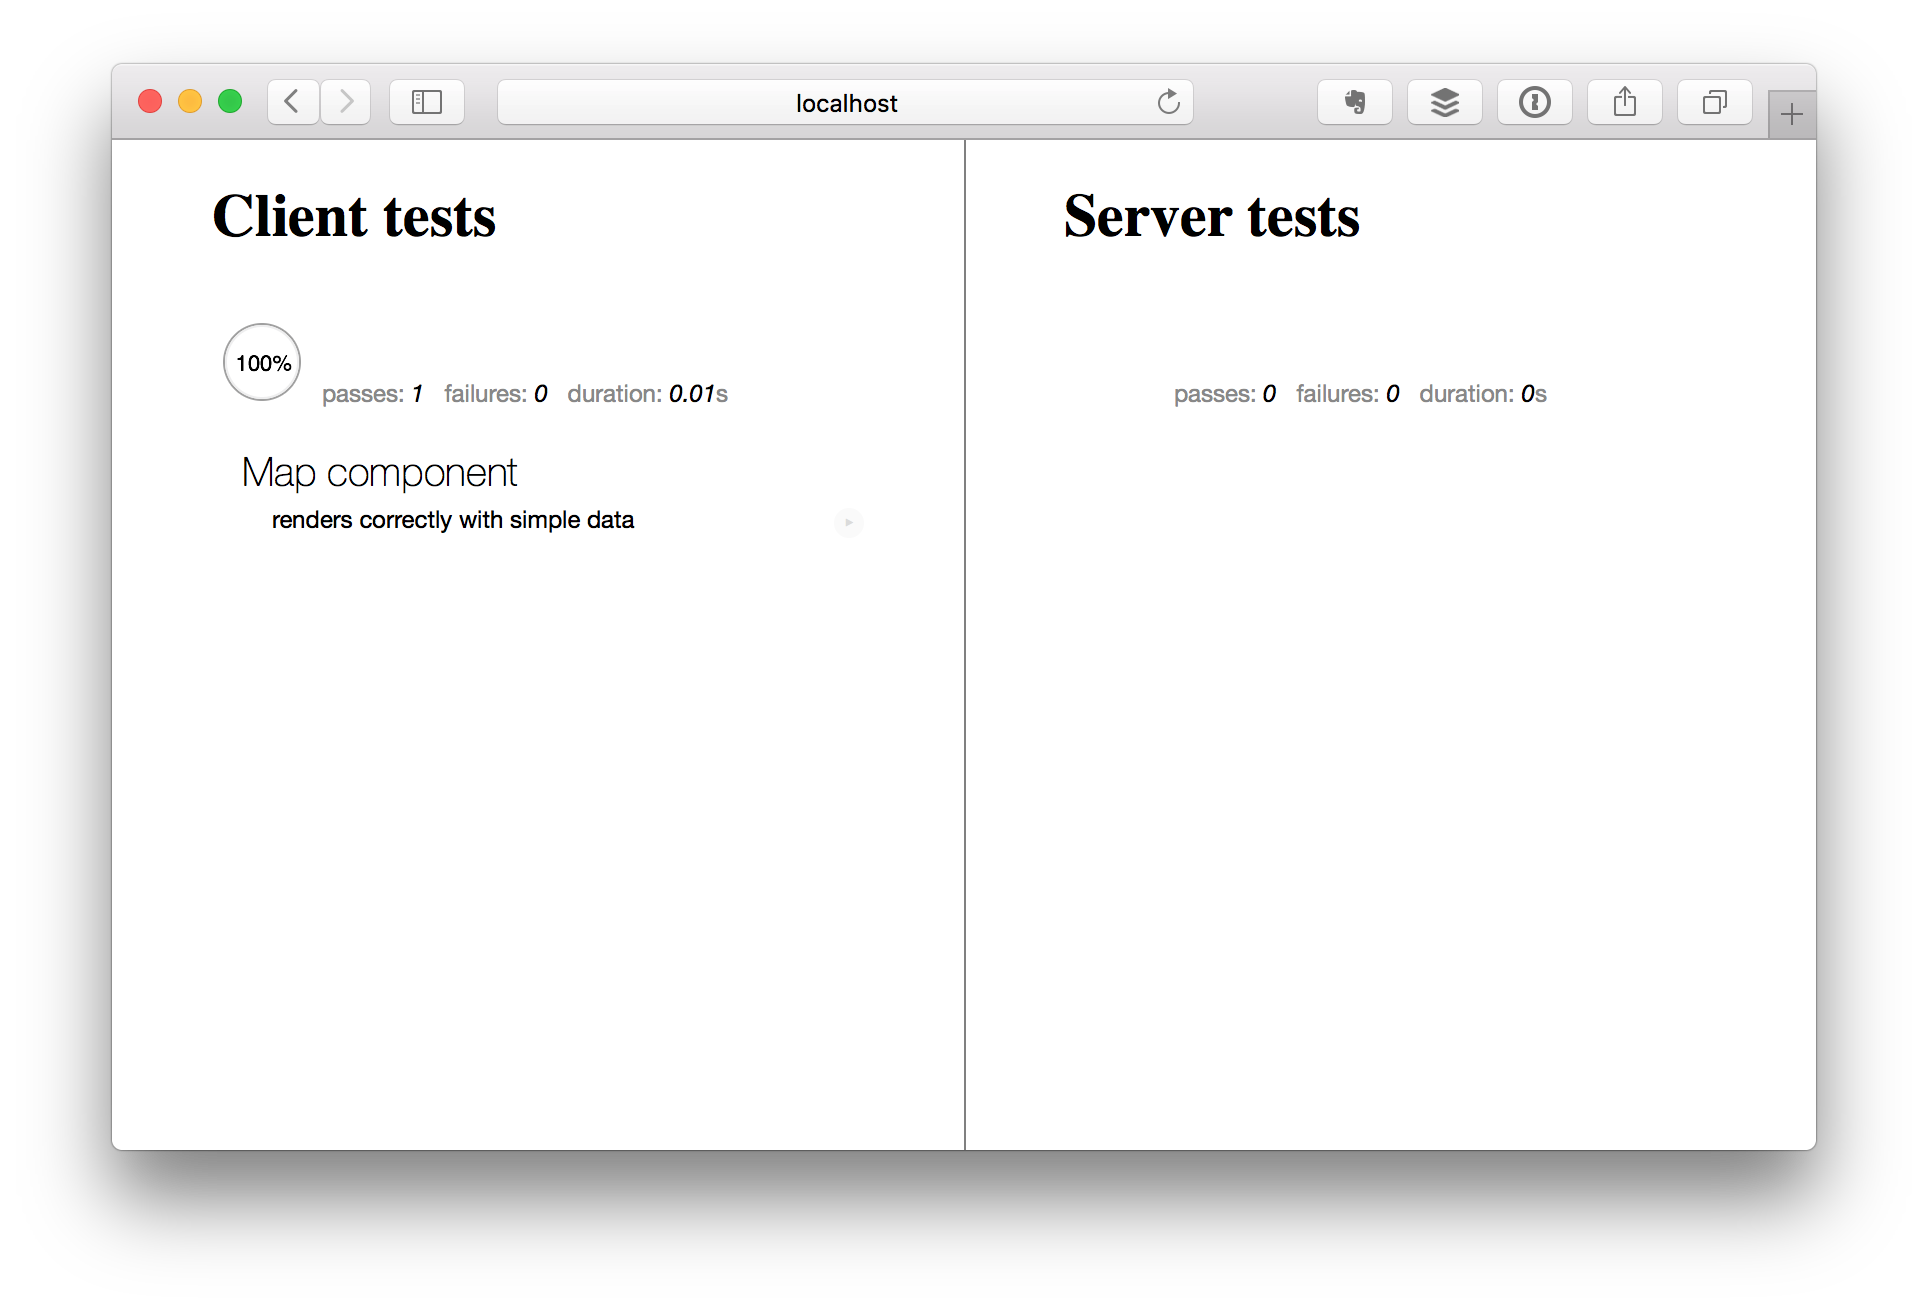 localhost
Client tests
100%
passes: 1 failures: 0 duration: 0.01s
Map component
renders correctly with simple data
Server tests
passes: 0 failures: 0 duration: 0s